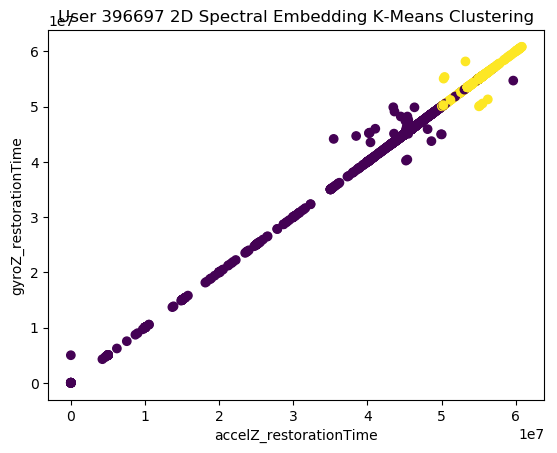 User 396697 2D Spectral Embedding K-Means Clustering
1e7
6
5
4
3
2
1
0
gyroZ_restorationTime
0
1
2
3
4
5
6
accelZ_restorationTime
1e7